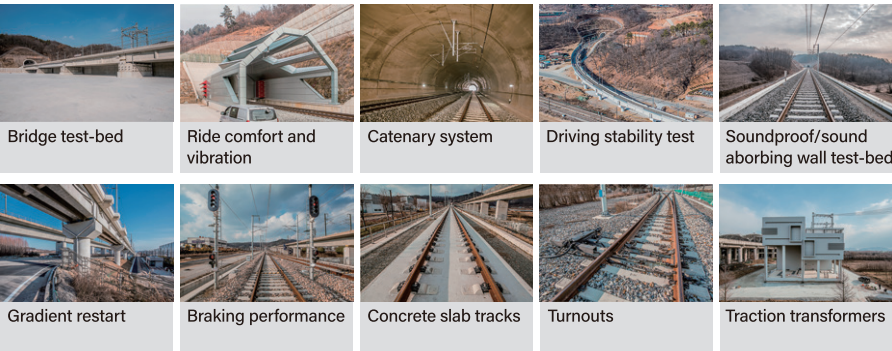 Bridge test-bed
Ride comfort and
vibration
Catenary system
Driving stability test
Soundproof/sound
aborbing wall test-bed
Gradient restart
Braking performance
Concrete slab tracks
Turnouts
Traction transformers